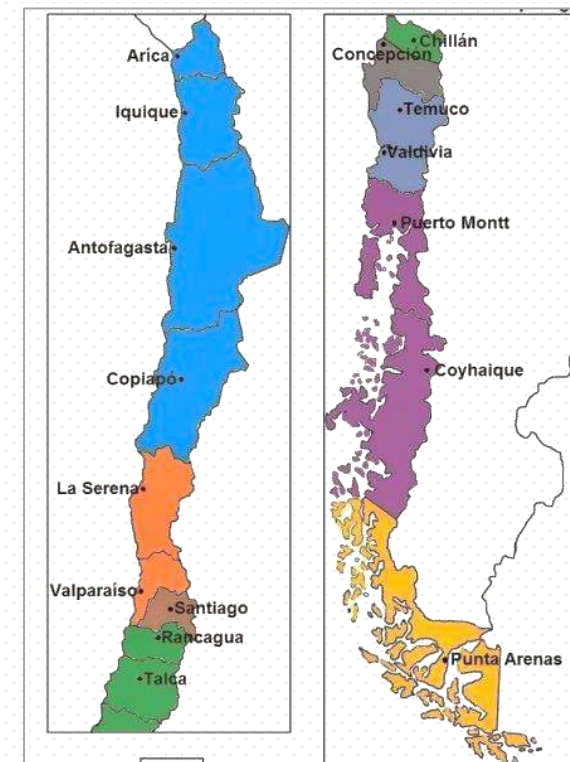 Arica
Iquique
Antofagasta
Copiapó
La Serena
Valparaíso
Santiago
Rancagua
Talca
Chillán
Concepción
Temuco
Valdivia
Puerto Montt
Coyhaique
Punta Arenas